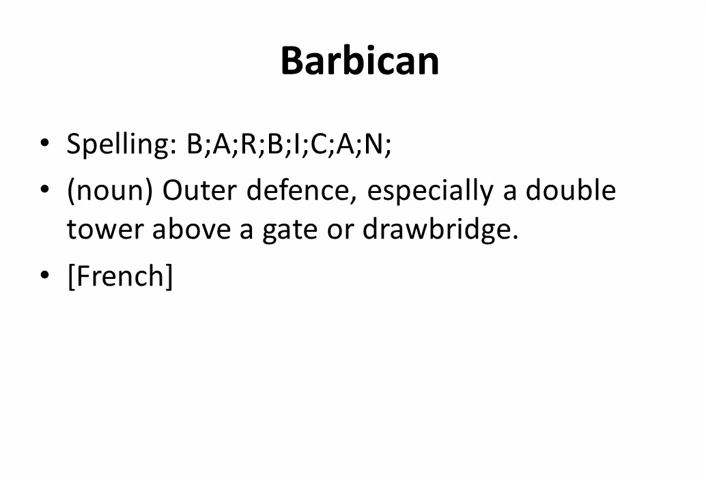 Barbican
• Spelling: B;A;R;B;I;C;A;N;
• (noun) Outer defence, especially a double
tower above a gate or drawbridge.
• [French]